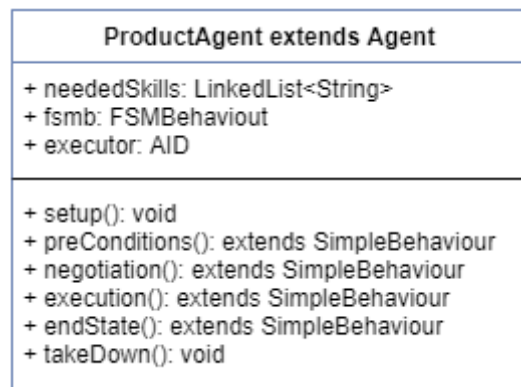 ProductAgent extends Agent
+ neededSkills: LinkedList<String>
+ fsmb: FSMBehaviout
+ executor: AID
+ setup(): void
+ preConditions(): extends SimpleBehaviour
+ negotiation(): extends SimpleBehaviour
+ execution(): extends SimpleBehaviour
+ endState(): extends SimpleBehaviour
+ takeDown(): void